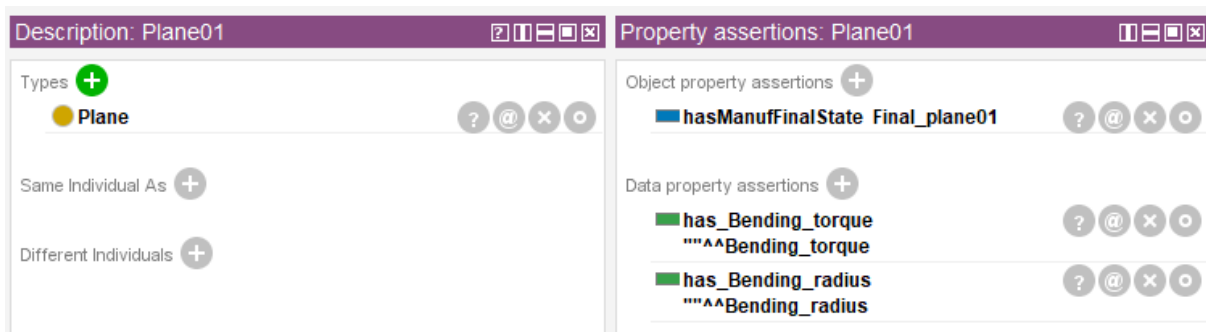 Description: Plane01
Types
Plane
Same Individual As
Different Individuals
Property assertions: Plane01
Object property assertions
hasManufFinalState Final_plane01
Data property assertions
has_Bending_torque
""^^Bending_torque
has_Bending_radius
""^^Bending_radius